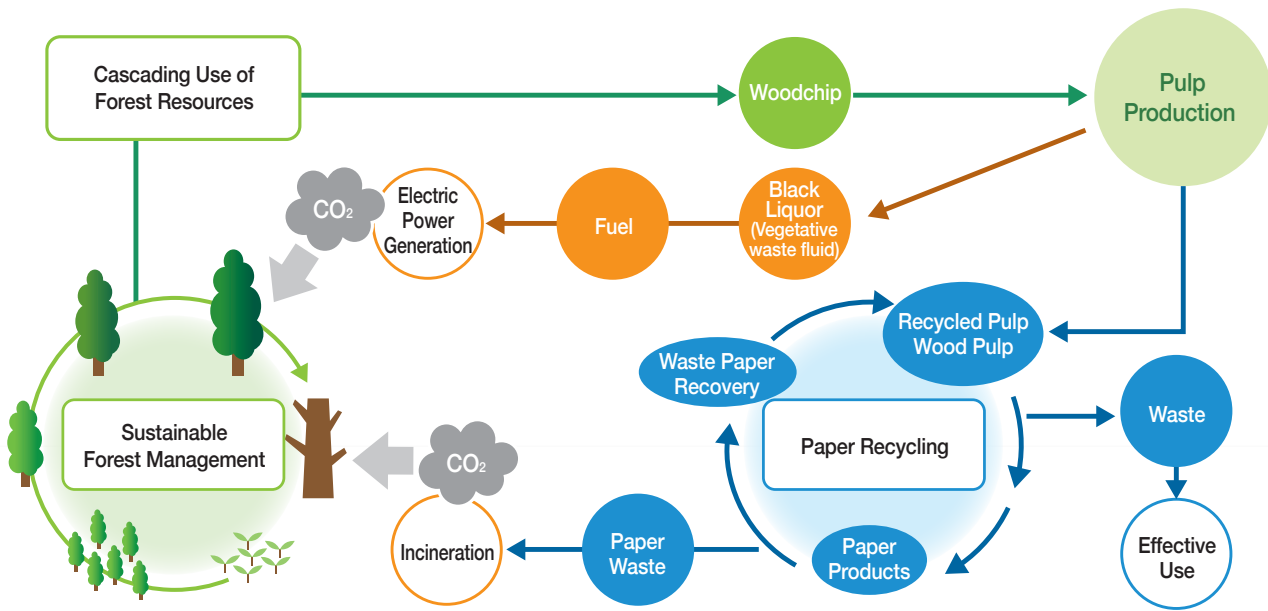 Cascading Use of
Forest Resources
Woodchip
Pulp
Production
CO₂
Electric
Power
Generation
Fuel
Black
Liquor
(Vegetative
waste fluid)
Recycled Pulp
Wood Pulp
Waste Paper
Recovery
Waste
Sustainable
Forest Management
Paper Recycling
CO₂
Incineration
Paper
Waste
Paper
Products
Effective
Use